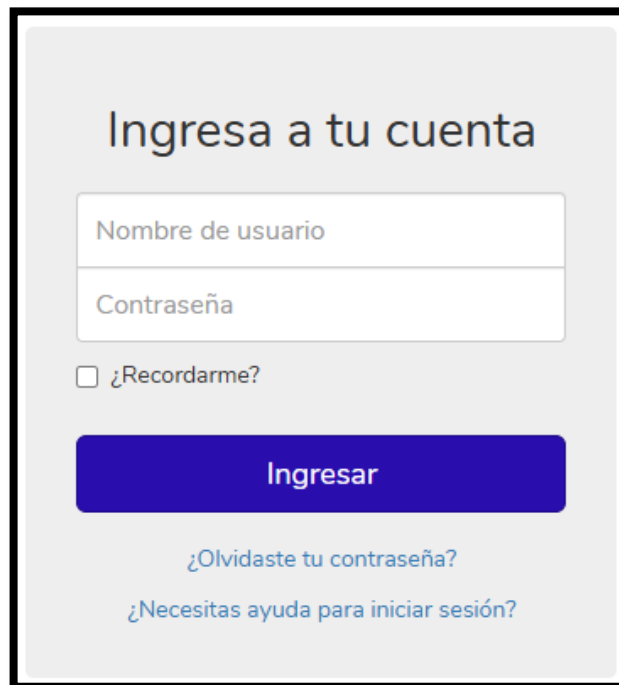 Ingresa a tu cuenta
Nombre de usuario
Contraseña
¿Recordarme?
Ingresar
¿Olvidaste tu contraseña?
¿Necesitas ayuda para iniciar sesión?